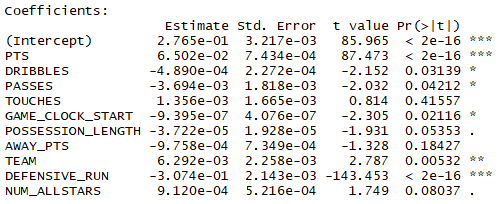 Coefficients:
Estimate Std. Error t value Pr(>|t|)
(Intercept) 2.765e-01 3.217e-03 85.965 < 2e-16 ***
PTS 6.502e-02 7.434e-04 87.473 < 2e-16 ***
DRIBBLES -4.890e-04 2.272e-04 -2.152 0.03139 *
PASSES -3.694e-03 1.818e-03 -2.032 0.04212 *
TOUCHES 1.356e-03 1.665e-03 0.814 0.41557
GAME_CLOCK_START -9.395e-07 4.076e-07 -2.305 0.02116 *
POSSESSION_LENGTH -3.722e-05 1.928e-05 -1.931 0.05353 .
AWAY_PTS -9.758e-04 7.349e-04 -1.328 0.18427
TEAM 6.292e-03 2.258e-03 2.787 0.00532 **
DEFENSIVE_RUN -3.074e-01 2.143e-03 -143.453 < 2e-16 ***
NUM_ALLSTARS 9.120e-04 5.216e-04 1.749 0.08037 .